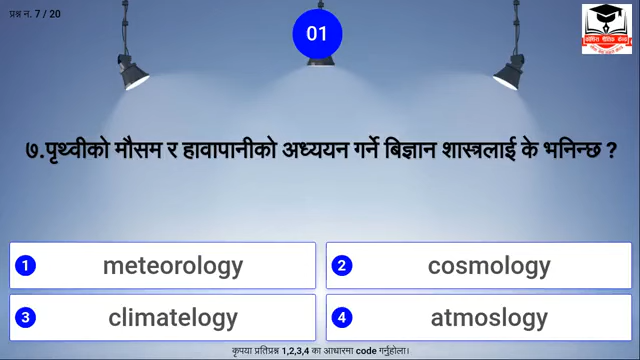 प्रश्न न. 7 / 20
01
७.पृथ्वीको मौसम र हावापानीको अध्ययन गर्ने बिज्ञान शास्त्रलाई के भनिन्छ ?
1 meteorology
2 cosmology
3 climatelogy
4 atmoslogy
कृपया प्रतिप्रश्न 1,2,3,4 का आधारमा code गर्नुहोला।